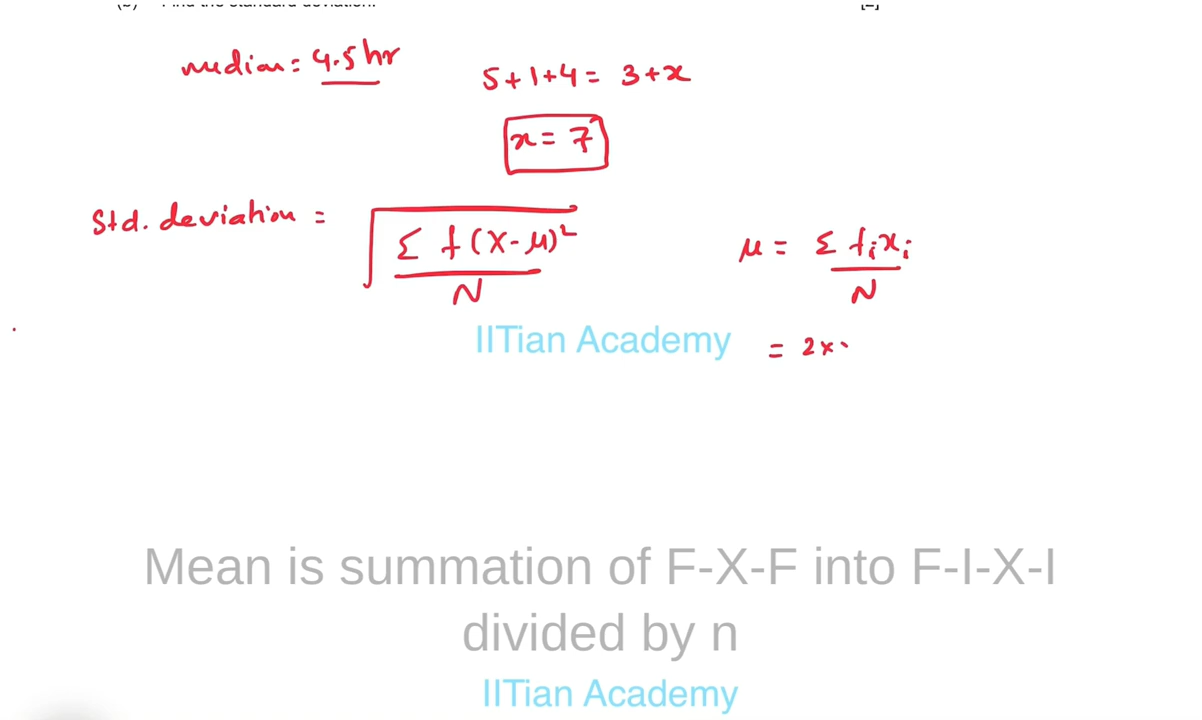 median = 4.5 hr
5+1+4 = 3+x
x = 7
Std. deviation = √(Σ f(X-μ)² / N)
μ = Σ fᵢxᵢ / N
IITian Academy
= 2x
Mean is summation of F-X-F into F-I-X-I
divided by n
IITian Academy